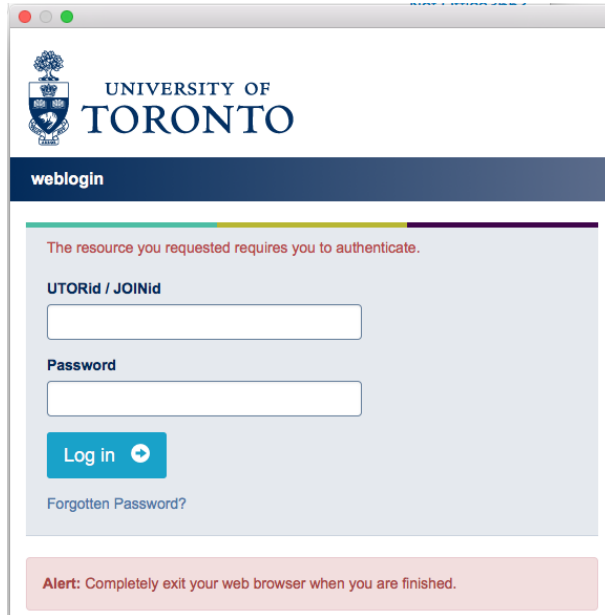 UNIVERSITY OF
TORONTO
weblogin
The resource you requested requires you to authenticate.
UTORid / JOINid
Password
Log in
Forgotten Password?
Alert: Completely exit your web browser when you are finished.